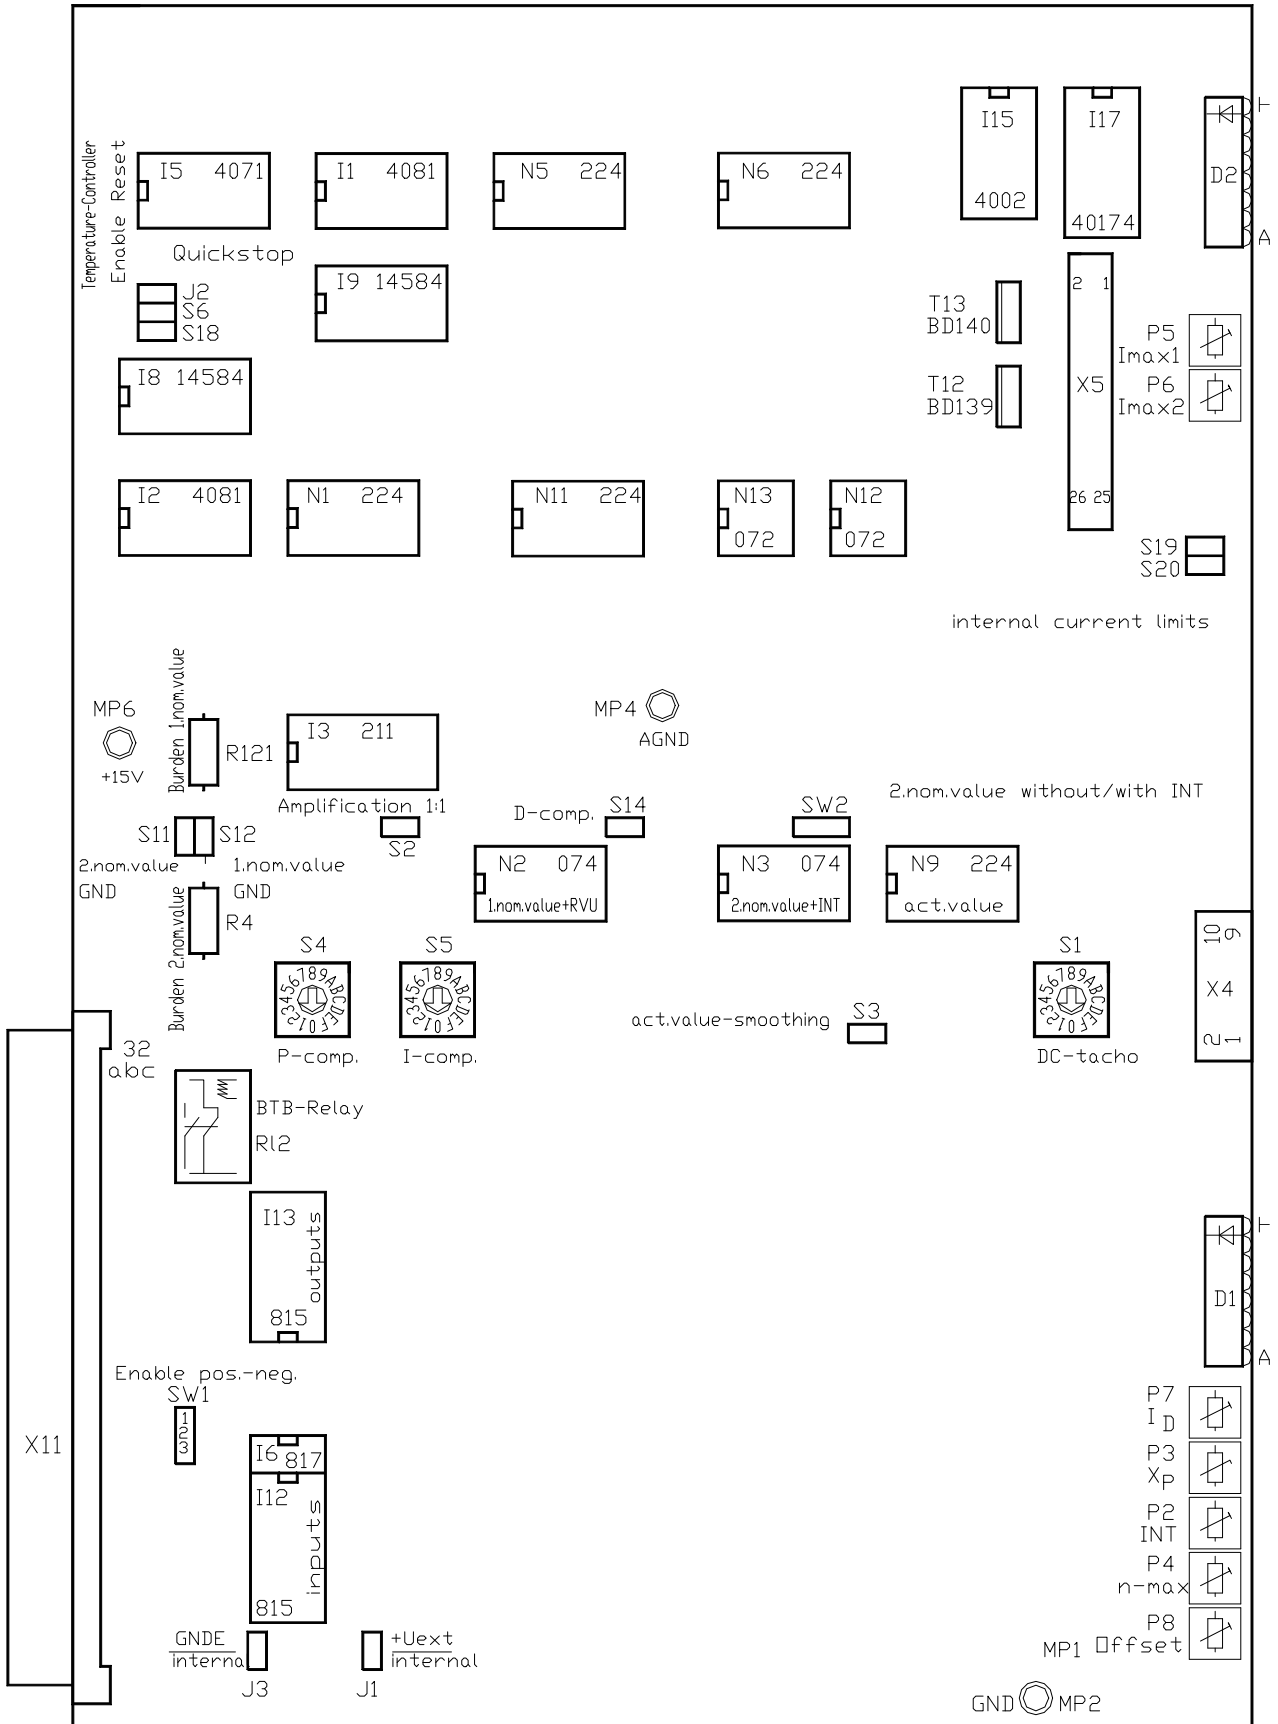 I15
4002
I17
40174
T
D2
A
Temperature-Controller
Enable Reset
I5 4071
I1 4081
N5 224
N6 224
Quickstop
J2
S6
S18
I9 14584
I8 14584
T13
BD140
T12
BD139
2 1
X5
26 25
P5
Imax1
P6
Imax2
I2 4081
N1 224
N11 224
N13
072
N12
072
S19
S20
internal current limits
MP6
+15V
Burden 1.nom.value
R121
I3 211
Amplification 1:1
S2
MP4
AGND
S11
S12
2.nom.value
GND
1.nom.value
GND
Burden 2.nom.value
R4
D-comp.
S14
SW2
2.nom.value without/with INT
N2 074
1.nom.value+RVU
N3 074
2.nom.value+INT
N9 224
act.value
S4
0123456789ABCDEF
P-comp.
S5
0123456789ABCDEF
I-comp.
act.value-smoothing
S3
S1
0123456789ABCDEF
DC-tacho
10 9
X4
2 1
32
abc
BTB-Relay
Rl2
I13
outputs
815
T
D1
A
Enable pos.-neg.
SW1
1
2
3
X11
I6 817
I12
inputs
815
GNDE
interna
J3
+Uext
internal
J1
P7
I D
P3
XP
P2
INT
P4
n-max
P8
MP1 Offset
GND MP2